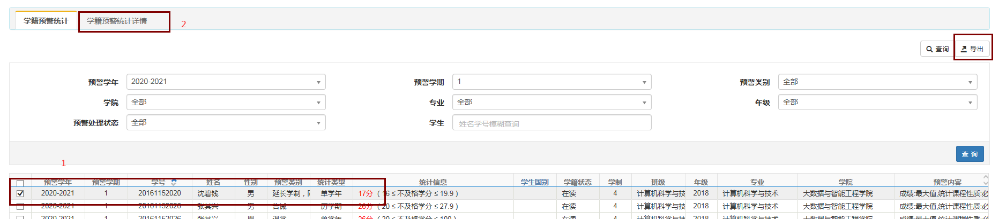 学籍预警统计 学籍预警统计详情 2
查询 导出
预警学年 2020-2021 预警学期 1 预警类别 全部
学院 全部 专业 全部 年级 全部
预警处理状态 全部 学生 姓名学号模糊查询
查 询
1
预警学年 预警学期 学号 姓名 性别 预警类别 统计类型 统计信息 学生国别 学籍状态 学制 班级 年级 专业 学院 预警内容
2020-2021 1 20161152020 沈碧钱 男 延长学制，同 单学年 17分 （ 16 ≤ 不及格学分 ≤ 19.9 ） 在读 4 计算机科学与技 2018 计算机科学与技术 大数据与智能工程学院 成绩:最大值,统计课程性质:必
2020-2021 1 20161152026 张其兴 男 告诫 历学期 26分 （ 20 ≤ 不及格学分 ≤ 27.9 ） 在读 4 计算机科学与技 2018 计算机科学与技术 大数据与智能工程学院 成绩:最大值,统计课程性质:必
2020-2021 1 20161152026 张其兴 男 退学 单学年 26分 （ 20 ≤ 不及格学分 ≤ 100 ） 在读 4 计算机科学与技 2018 计算机科学与技术 大数据与智能工程学院 成绩:最大值,统计课程性质:必